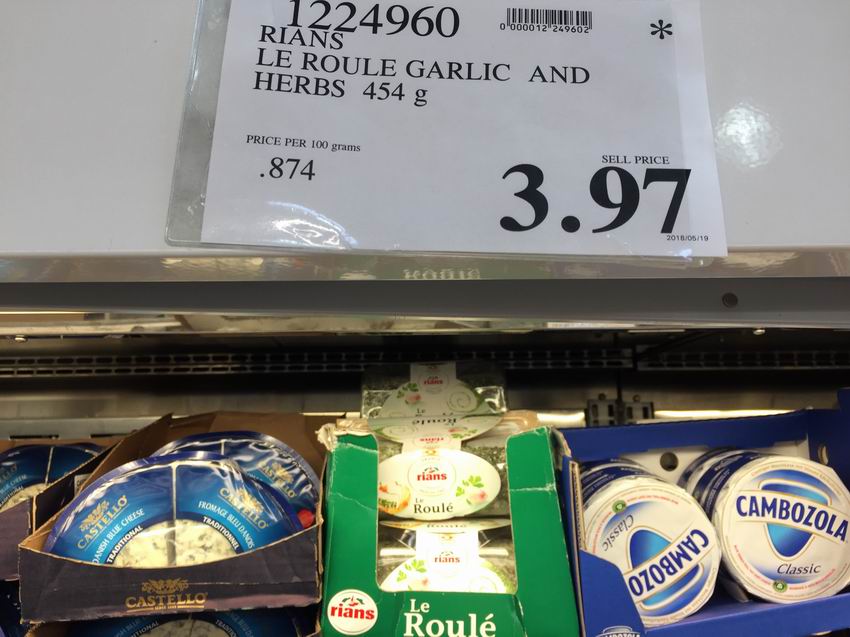 1224960
0"000012"249602
*
RIANS
LE ROULE GARLIC AND
HERBS 454 g
PRICE PER 100 grams
.874
SELL PRICE
3.97
2018/05/19
rians
Le
Roulé
rians
Le
Roulé
rians
rians
Le
Roulé
CASTELLO
DANISH BLUE CHEESE
TRADITIONAL
FROMAGE BLEU DANOIS
TRADITIONNEL
CASTELLO
CASTELLO
CAMBOZO
Classic
CAMBOZOLA
Classic